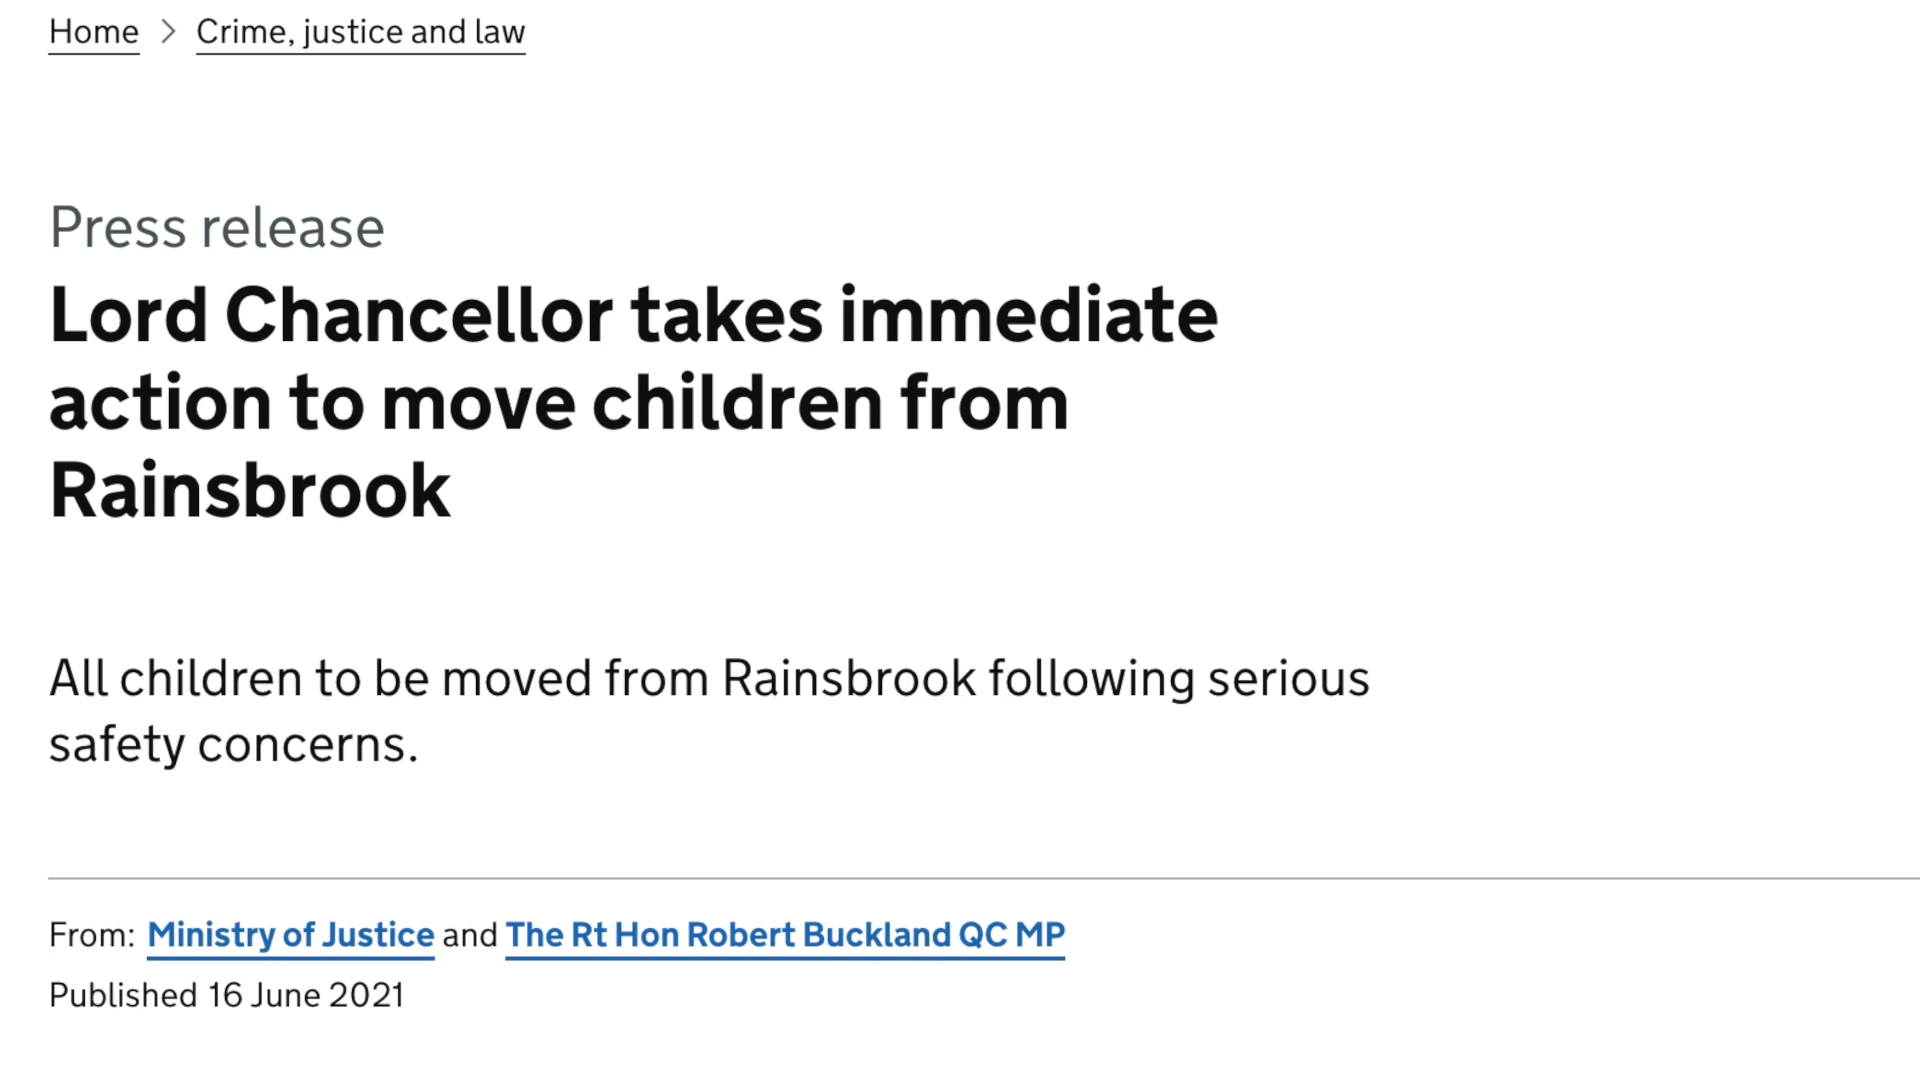 Home > Crime, justice and law
Press release
Lord Chancellor takes immediate
action to move children from
Rainsbrook
All children to be moved from Rainsbrook following serious
safety concerns.
From: Ministry of Justice and The Rt Hon Robert Buckland QC MP
Published 16 June 2021